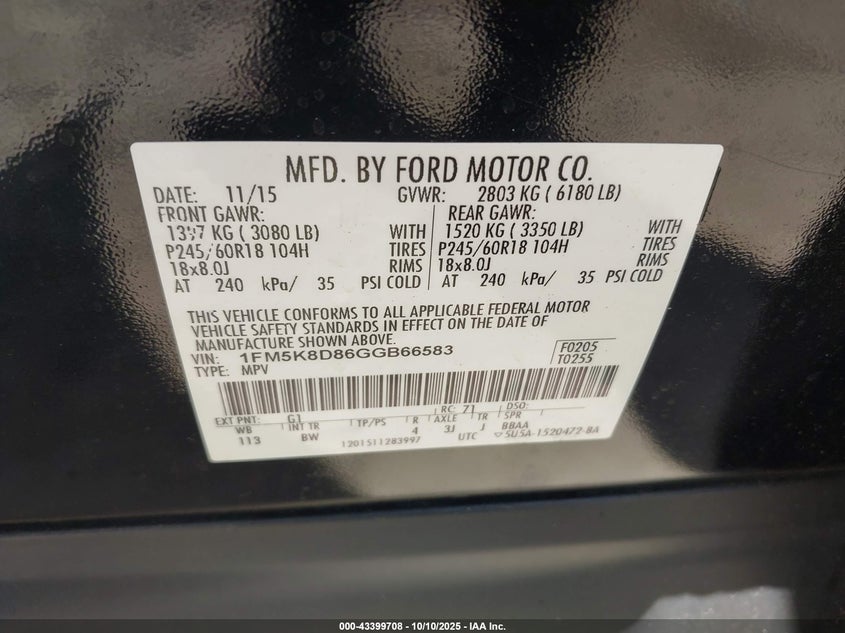 MFD. BY FORD MOTOR CO.
DATE: 11/15 GVWR: 2803 KG ( 6180 LB)
FRONT GAWR: REAR GAWR:
1397 KG ( 3080 LB) WITH 1520 KG ( 3350 LB) WITH
P245/60R18 104H TIRES P245/60R18 104H TIRES
18x8.0J RIMS 18x8.0J RIMS
AT 240 kPa/ 35 PSI COLD AT 240 kPa/ 35 PSI COLD
THIS VEHICLE CONFORMS TO ALL APPLICABLE FEDERAL MOTOR
VEHICLE SAFETY STANDARDS IN EFFECT ON THE DATE OF
MANUFACTURE SHOWN ABOVE.
VIN: 1FM5K8D86GGB66583 F0205
TYPE: MPV T0255
EXT PNT: G1 RC: 71 DSO:
WB INT TR TP/PS R AXLE TR SPR
113 BW 4 3J J BBAA
1201511283997 UTC 5U5A-1520472-BA
000-43399708 - 10/10/2025 - IAA Inc.